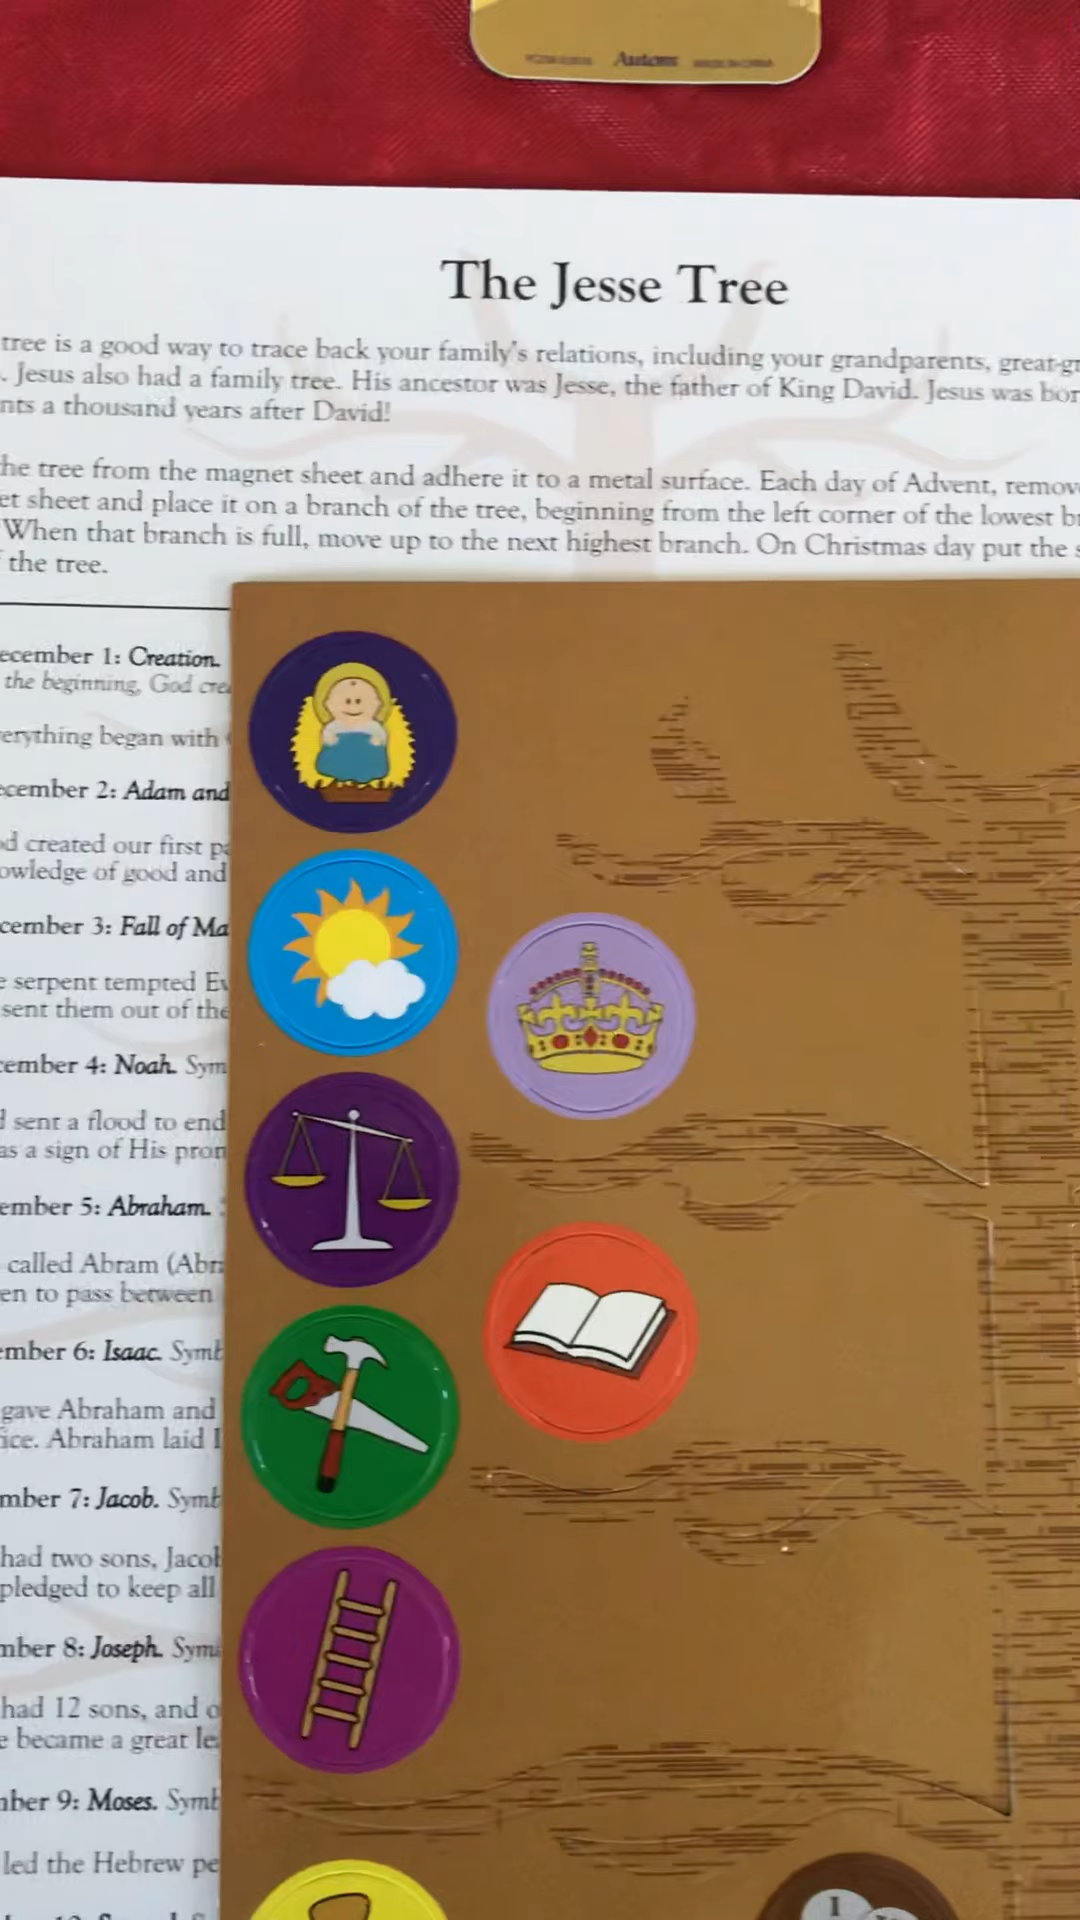 Autom MADE IN CHINA
The Jesse Tree
tree is a good way to trace back your family's relations, including your grandparents, great-gr
. Jesus also had a family tree. His ancestor was Jesse, the father of King David. Jesus was bor
nts a thousand years after David!
he tree from the magnet sheet and adhere it to a metal surface. Each day of Advent, remov
et sheet and place it on a branch of the tree, beginning from the left corner of the lowest b
When that branch is full, move up to the next highest branch. On Christmas day put the s
the tree.
ecember 1: Creation.
the beginning, God crea
erything began with
ecember 2: Adam and
d created our first pa
owledge of good and
cember 3: Fall of Ma
e serpent tempted Ev
sent them out of the
cember 4: Noah. Sym
d sent a flood to end
as a sign of His prom
ember 5: Abraham.
called Abram (Abr
en to pass between
ember 6: Isaac. Symb
gave Abraham and
ice. Abraham laid I
mber 7: Jacob. Symb
had two sons, Jacob
pledged to keep all
mber 8: Joseph. Sym
had 12 sons, and o
e became a great le
mber 9: Moses. Symb
led the Hebrew pe
I